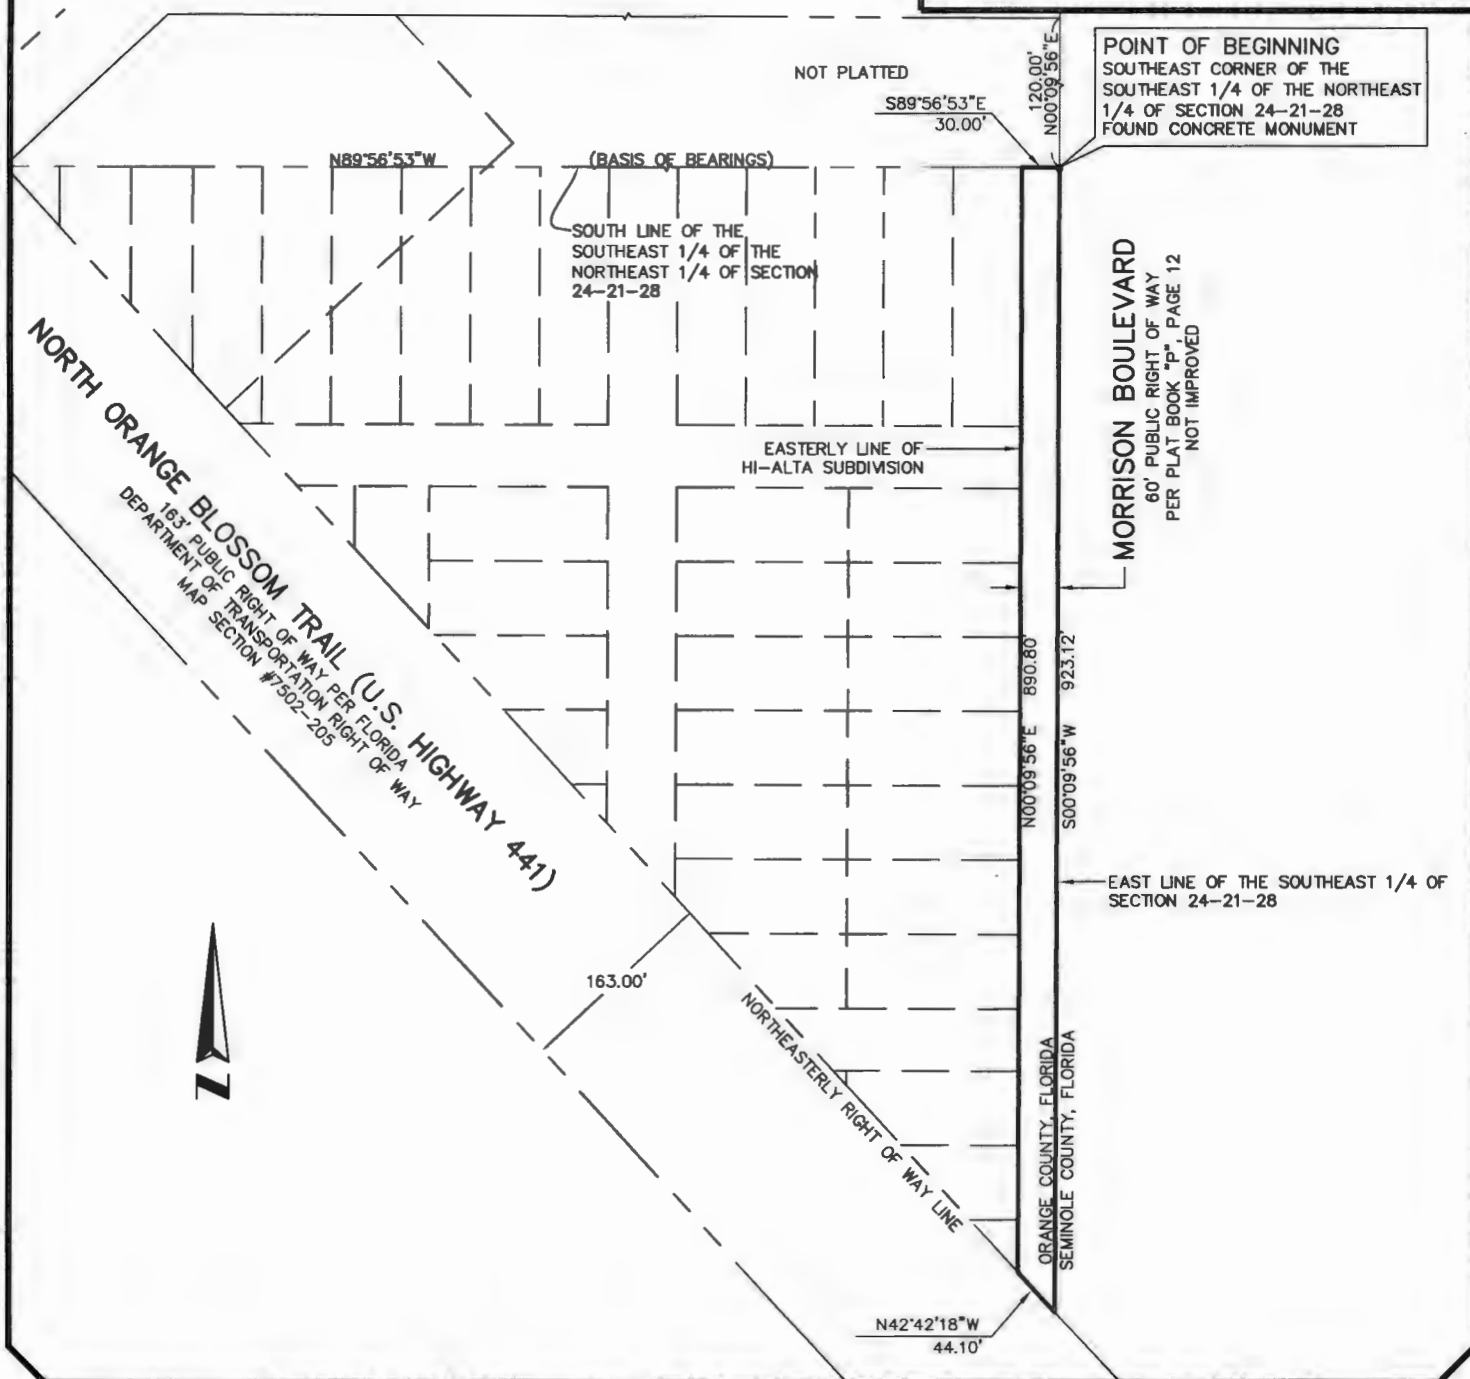 120.00'
N00°09'56"E
POINT OF BEGINNING
SOUTHEAST CORNER OF THE
SOUTHEAST 1/4 OF THE NORTHEAST
1/4 OF SECTION 24-21-28
FOUND CONCRETE MONUMENT
NOT PLATTED
S89°56'53"E
30.00'
N89°56'53"W
(BASIS OF BEARINGS)
SOUTH LINE OF THE
SOUTHEAST 1/4 OF THE
NORTHEAST 1/4 OF SECTION
24-21-28
MORRISON BOULEVARD
60' PUBLIC RIGHT OF WAY
PER PLAT BOOK "P", PAGE 12
NOT IMPROVED
EASTERLY LINE OF
HI-ALTA SUBDIVISION
NORTH ORANGE BLOSSOM TRAIL (U.S. HIGHWAY 441)
163' PUBLIC RIGHT OF WAY PER FLORIDA
DEPARTMENT OF TRANSPORTATION RIGHT OF WAY
MAP SECTION #7502-205
N00°09'56"E 890.80'
S00°09'56"W 923.12'
EAST LINE OF THE SOUTHEAST 1/4 OF
SECTION 24-21-28
163.00'
NORTHEASTERLY RIGHT OF WAY LINE
ORANGE COUNTY, FLORIDA
SEMINOLE COUNTY, FLORIDA
N
N42°42'18"W
44.10'